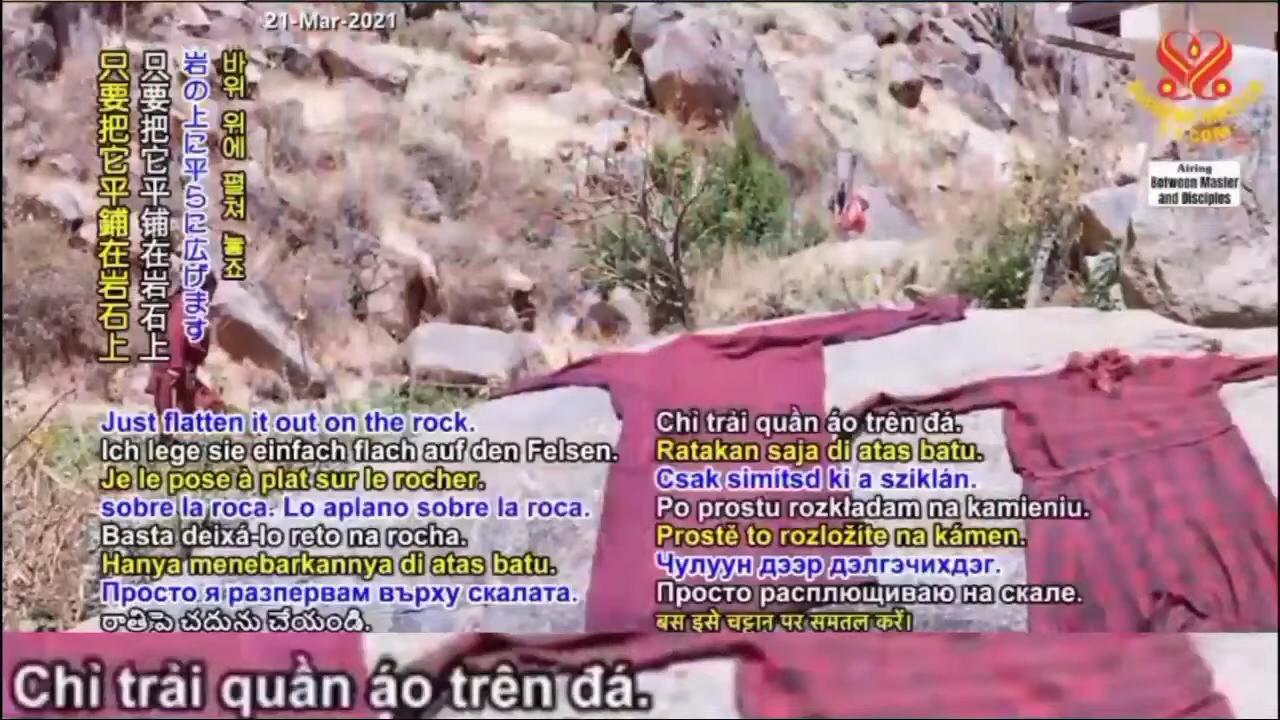 21-Mar-2021
바위 위에 펼쳐 놓죠
岩の上に平らに広げます
只要把它平铺在岩石上
只要把它平鋪在岩石上
Airing
Between Master
and Disciples
Just flatten it out on the rock.
Ich lege sie einfach flach auf den Felsen.
Je le pose à plat sur le rocher.
sobre la roca. Lo aplano sobre la roca.
Basta deixá-lo reto na rocha.
Hanya menebarkannya di atas batu.
Просто я разпервам върху скалата.
రాతిపై చదును చేయండి.
Chỉ trải quần áo trên đá.
Ratakan saja di atas batu.
Csak simítsd ki a sziklán.
Po prostu rozkładam na kamieniu.
Prostě to rozložíte na kámen.
Чулуун дээр дэлгэчихдэг.
Просто расплющиваю на скале.
बस इसे चट्टान पर समतल करें।
Chỉ trải quần áo trên đá.